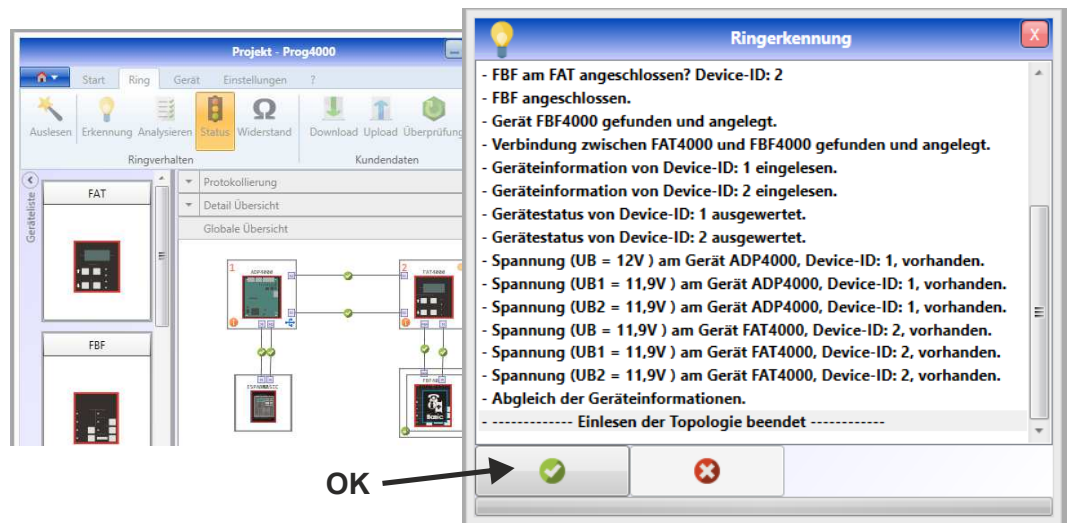 Projekt - Prog4000
Start Ring Gerät Einstellungen ?
Auslesen Erkennung Analysieren Status Widerstand Download Upload Überprüfung
Ringverhalten Kundendaten
Geräteliste
FAT
FBF
Protokollierung
Detail Übersicht
Globale Übersicht
1 ADP4000
2 FAT4000
Basic
Ringerkennung
X
- FBF am FAT angeschlossen? Device-ID: 2
- FBF angeschlossen.
- Gerät FBF4000 gefunden und angelegt.
- Verbindung zwischen FAT4000 und FBF4000 gefunden und angelegt.
- Geräteinformation von Device-ID: 1 eingelesen.
- Geräteinformation von Device-ID: 2 eingelesen.
- Gerätestatus von Device-ID: 1 ausgewertet.
- Gerätestatus von Device-ID: 2 ausgewertet.
- Spannung (UB = 12V ) am Gerät ADP4000, Device-ID: 1, vorhanden.
- Spannung (UB1 = 11,9V ) am Gerät ADP4000, Device-ID: 1, vorhanden.
- Spannung (UB2 = 11,9V ) am Gerät ADP4000, Device-ID: 1, vorhanden.
- Spannung (UB = 11,9V ) am Gerät FAT4000, Device-ID: 2, vorhanden.
- Spannung (UB1 = 11,9V ) am Gerät FAT4000, Device-ID: 2, vorhanden.
- Spannung (UB2 = 11,9V ) am Gerät FAT4000, Device-ID: 2, vorhanden.
- Abgleich der Geräteinformationen.
- ------------- Einlesen der Topologie beendet ------------
OK